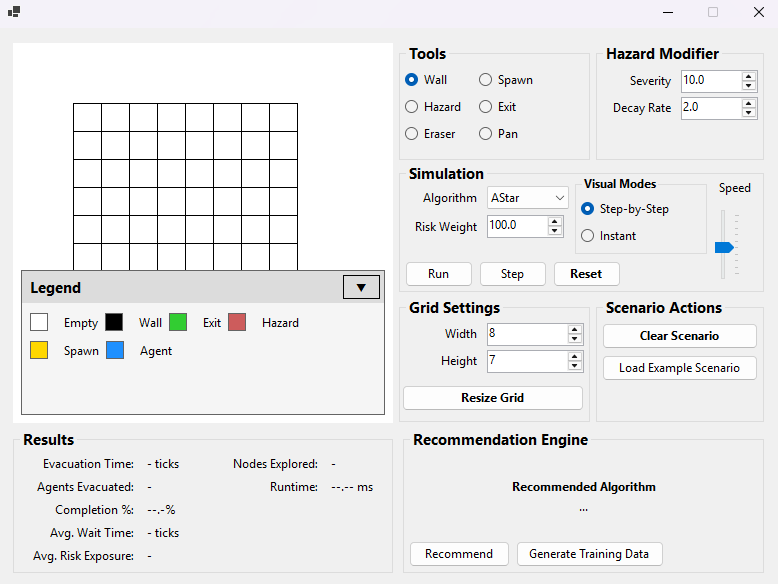 Tools
Wall Spawn
Hazard Exit
Eraser Pan
Hazard Modifier
Severity 10.0
Decay Rate 2.0
Simulation
Algorithm AStar
Risk Weight 100.0
Visual Modes
Step-by-Step
Instant
Speed
Run Step Reset
Legend ▼
Empty Wall Exit Hazard
Spawn Agent
Grid Settings
Width 8
Height 7
Resize Grid
Scenario Actions
Clear Scenario
Load Example Scenario
Results
Evacuation Time: - ticks Nodes Explored: -
Agents Evacuated: - Runtime: --.-- ms
Completion %: --.-%
Avg. Wait Time: - ticks
Avg. Risk Exposure: -
Recommendation Engine
Recommended Algorithm
...
Recommend Generate Training Data